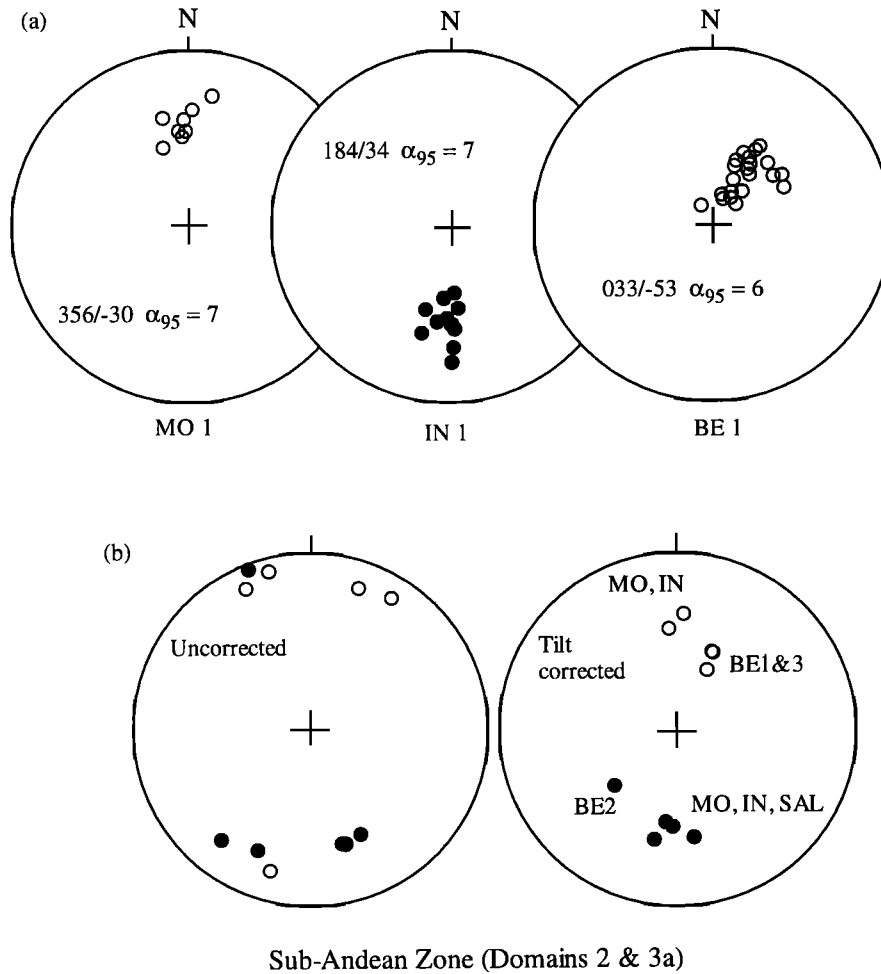 (a)
N
N
N
356/-30 α95 = 7
184/34 α95 = 7
033/-53 α95 = 6
MO 1
IN 1
BE 1
(b)
Uncorrected
MO, IN
Tilt
corrected
BE1&3
BE2
MO, IN, SAL
Sub-Andean Zone (Domains 2 & 3a)